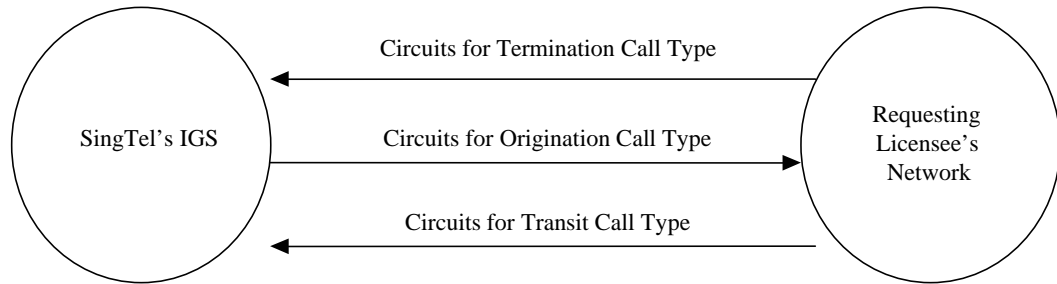 Circuits for Termination Call Type
SingTel’s IGS
Circuits for Origination Call Type
Requesting
Licensee’s
Network
Circuits for Transit Call Type